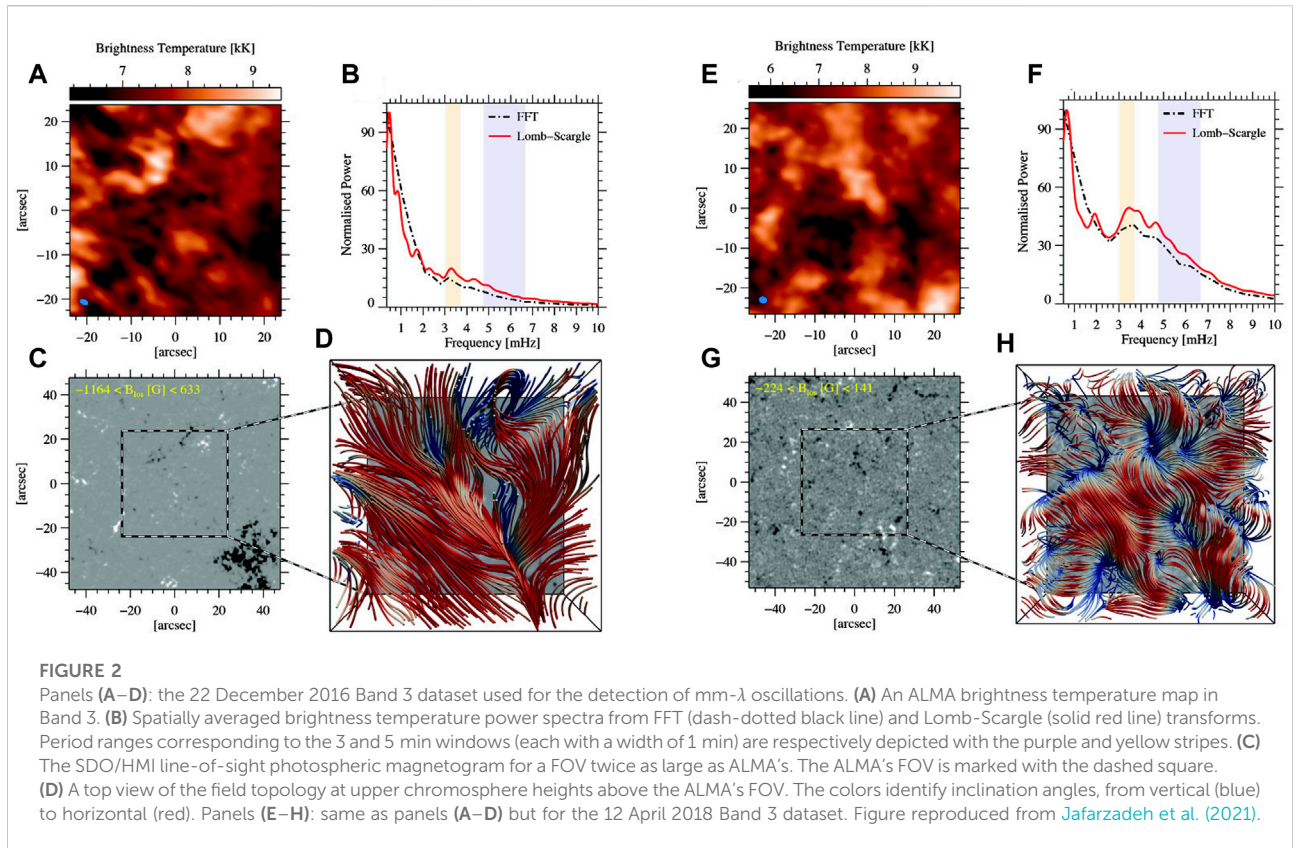 Brightness Temperature [kK]
A
7 8 9
20
10
0
−10
−20
[arcsec]
−20 −10 0 10 20
[arcsec]
B
FFT
Lomb−Scargle
90
60
30
0
Normalised Power
1 2 3 4 5 6 7 8 9 10
Frequency [mHz]
C
−1164 < Blos [G] < 633
40
20
0
−20
−40
[arcsec]
−40 −20 0 20 40
[arcsec]
D
Brightness Temperature [kK]
E
6 7 8 9
20
10
0
−10
−20
[arcsec]
−20 −10 0 10 20
[arcsec]
F
FFT
Lomb−Scargle
90
60
30
0
Normalised Power
1 2 3 4 5 6 7 8 9 10
Frequency [mHz]
G
−224 < Blos [G] < 141
40
20
0
−20
−40
[arcsec]
−40 −20 0 20 40
[arcsec]
H
FIGURE 2
Panels (A–D): the 22 December 2016 Band 3 dataset used for the detection of mm-λ oscillations. (A) An ALMA brightness temperature map in
Band 3. (B) Spatially averaged brightness temperature power spectra from FFT (dash-dotted black line) and Lomb-Scargle (solid red line) transforms.
Period ranges corresponding to the 3 and 5 min windows (each with a width of 1 min) are respectively depicted with the purple and yellow stripes. (C)
The SDO/HMI line-of-sight photospheric magnetogram for a FOV twice as large as ALMA's. The ALMA's FOV is marked with the dashed square.
(D) A top view of the field topology at upper chromosphere heights above the ALMA's FOV. The colors identify inclination angles, from vertical (blue)
to horizontal (red). Panels (E–H): same as panels (A–D) but for the 12 April 2018 Band 3 dataset. Figure reproduced from Jafarzadeh et al. (2021).